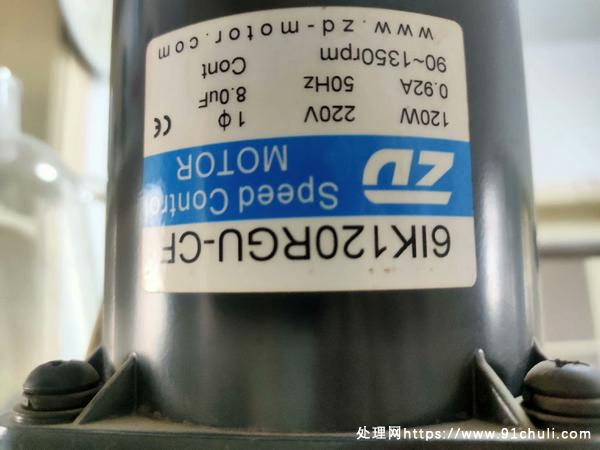 6IK120RGU-CF
ZD Speed Control
MOTOR
120W 220V 1Φ CE
0.92A 50Hz 8.0uF
90~1350rpm Cont
www.zd-motor.com
处理网https://www.91chuli.com/